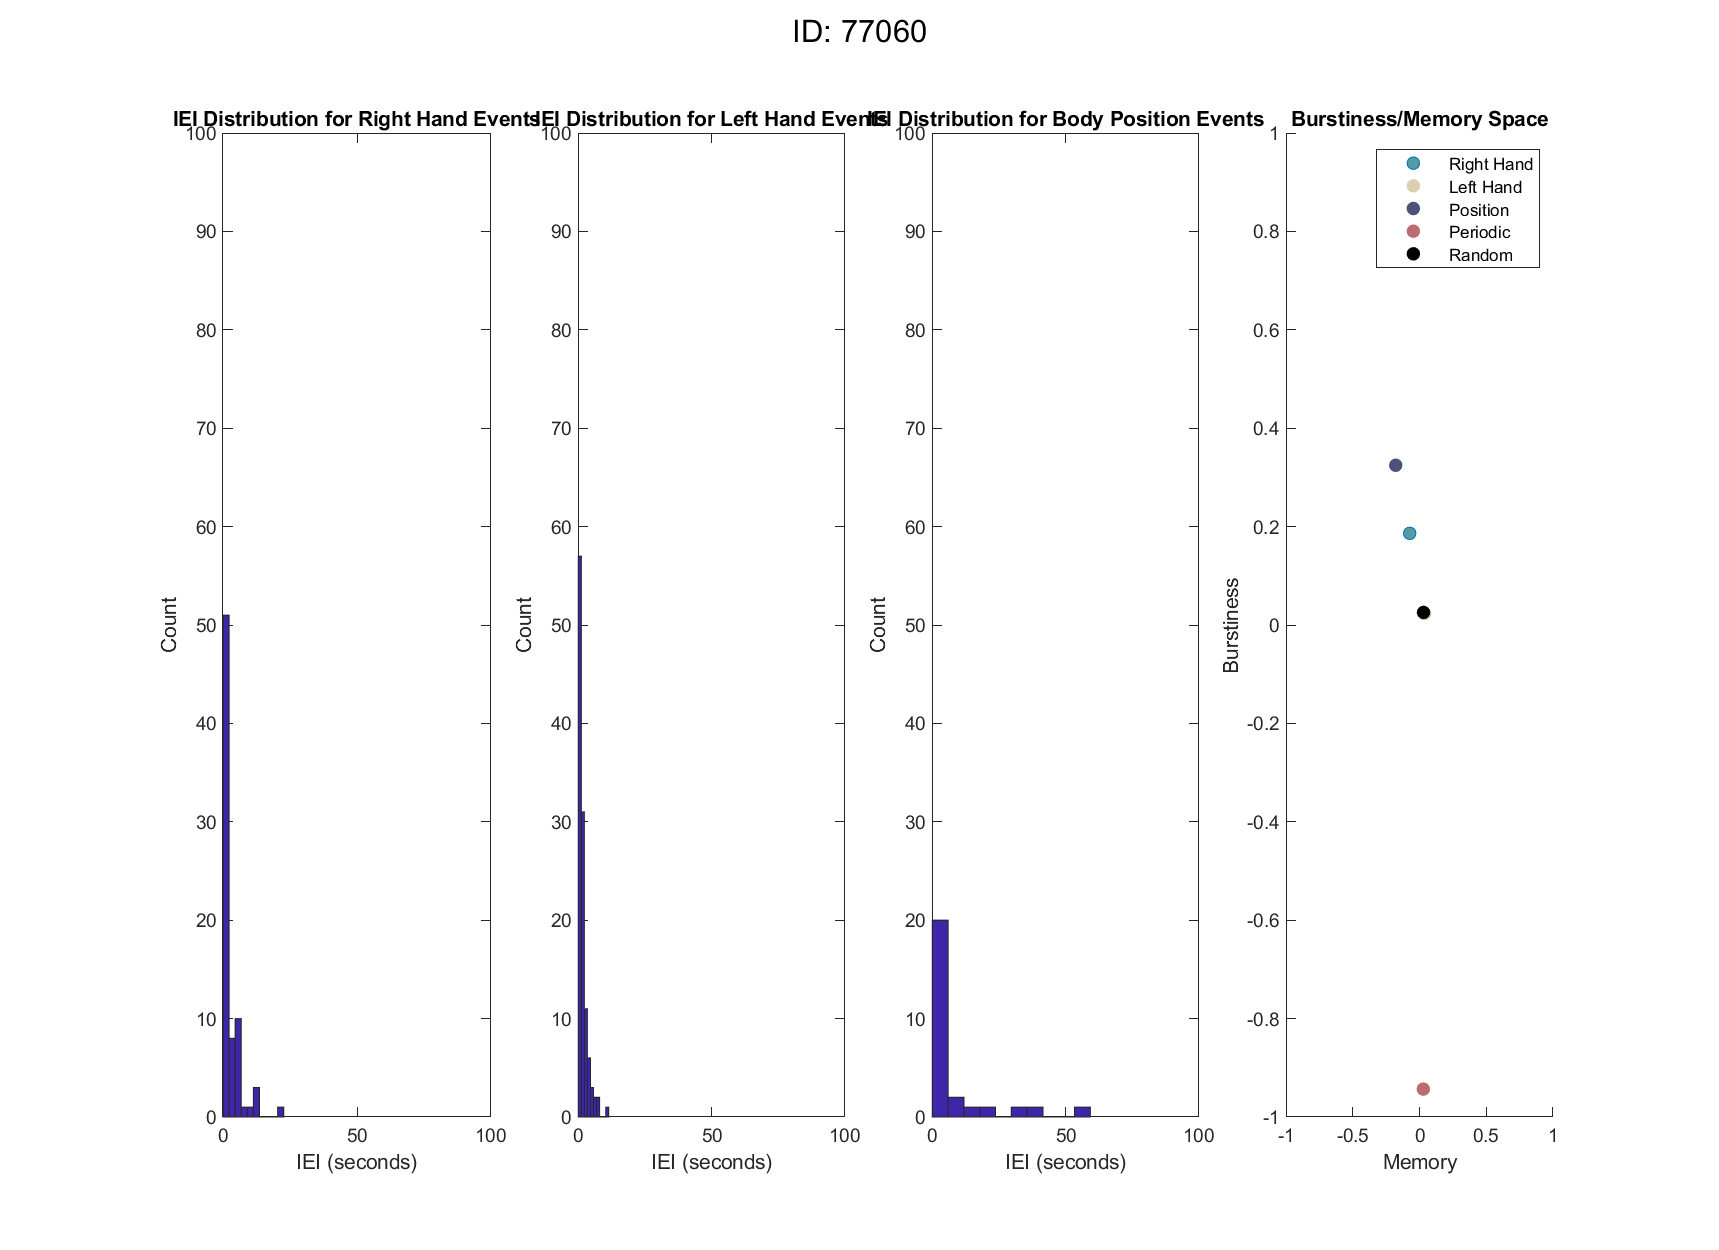 ID: 77060
IEI Distribution for Right Hand Events
100
90
80
70
60
50
40
30
20
10
0
0 50 100
Count
IEI (seconds)
IEI Distribution for Left Hand Events
100
90
80
70
60
50
40
30
20
10
0
0 50 100
Count
IEI (seconds)
IEI Distribution for Body Position Events
100
90
80
70
60
50
40
30
20
10
0
0 50 100
Count
IEI (seconds)
Burstiness/Memory Space
1
0.8
0.6
0.4
0.2
0
-0.2
-0.4
-0.6
-0.8
-1
-1 -0.5 0 0.5 1
Burstiness
Memory
Right Hand
Left Hand
Position
Periodic
Random